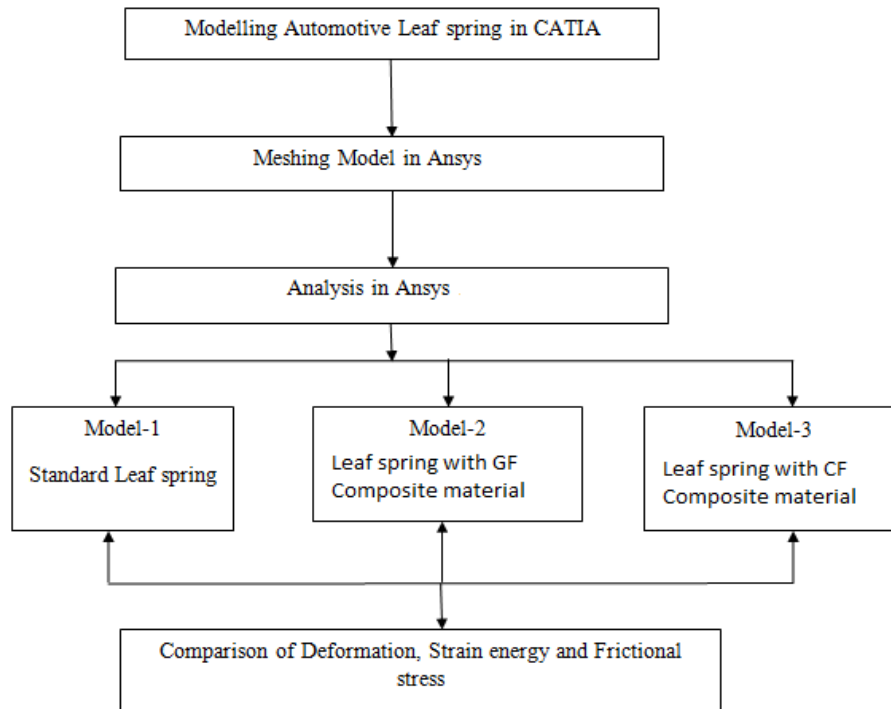 Modelling Automotive Leaf spring in CATIA
Meshing Model in Ansys
Analysis in Ansys
Model-1
Standard Leaf spring
Model-2
Leaf spring with GF
Composite material
Model-3
Leaf spring with CF
Composite material
Comparison of Deformation, Strain energy and Frictional
stress